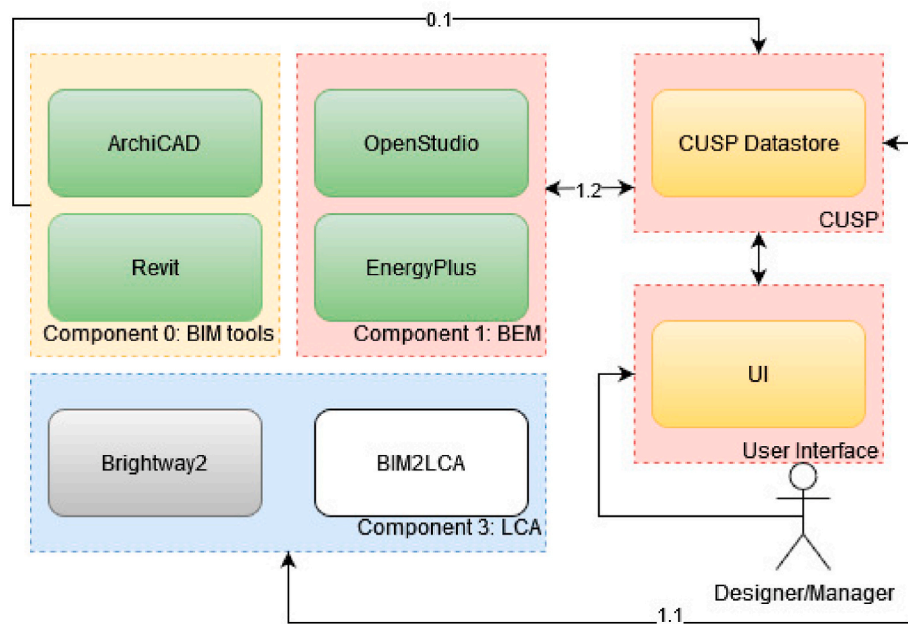 0.1
ArchiCAD
OpenStudio
CUSP Datastore
1.2
CUSP
Revit
EnergyPlus
Component 0: BIM tools
Component 1: BEM
UI
User Interface
Brightway2
BIM2LCA
Component 3: LCA
Designer/Manager
1.1